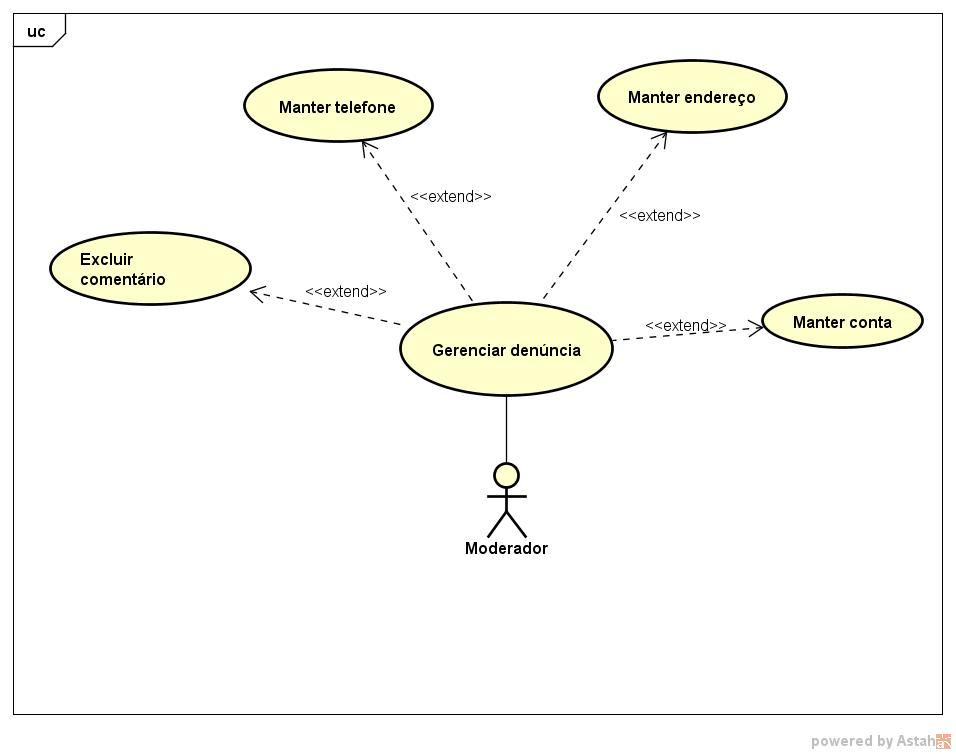 uc
Manter telefone
Manter endereço
<<extend>>
<<extend>>
Excluir
comentário
<<extend>>
<<extend>>
Manter conta
Gerenciar denúncia
Moderador
powered by Astah